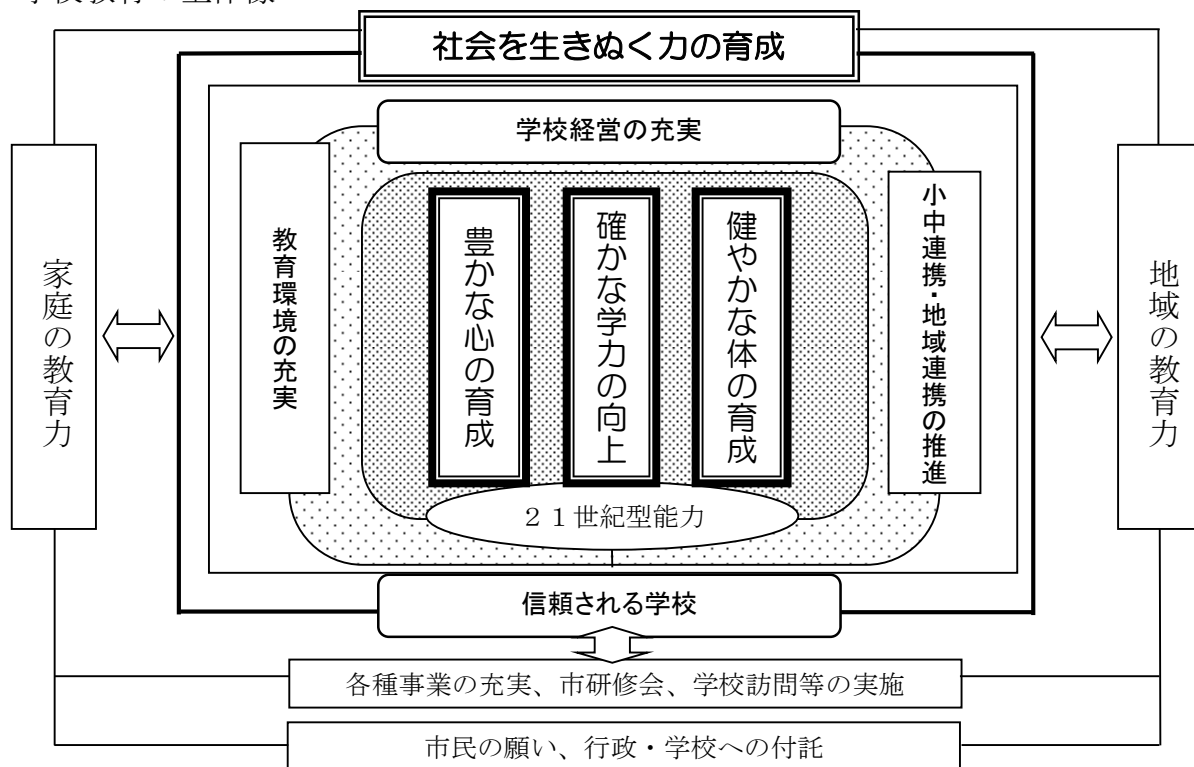 社会を生きぬく力の育成
学校経営の充実
家庭の教育力
教育環境の充実
豊かな心の育成
確かな学力の向上
健やかな体の育成
小中連携・地域連携の推進
地域の教育力
21世紀型能力
信頼される学校
各種事業の充実、市研修会、学校訪問等の実施
市民の願い、行政・学校への付託